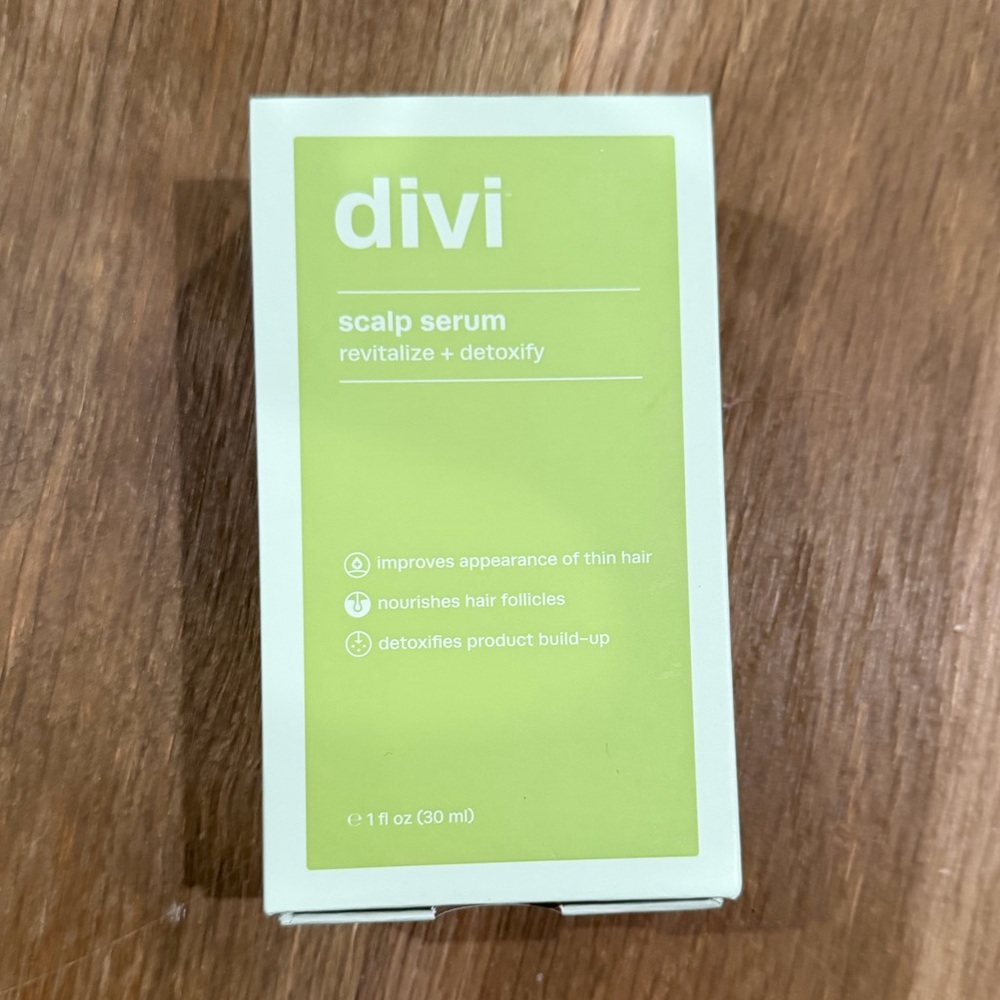 divi
scalp serum
revitalize + detoxify
improves appearance of thin hair
nourishes hair follicles
detoxifies product build-up
℮ 1 fl oz (30 ml)